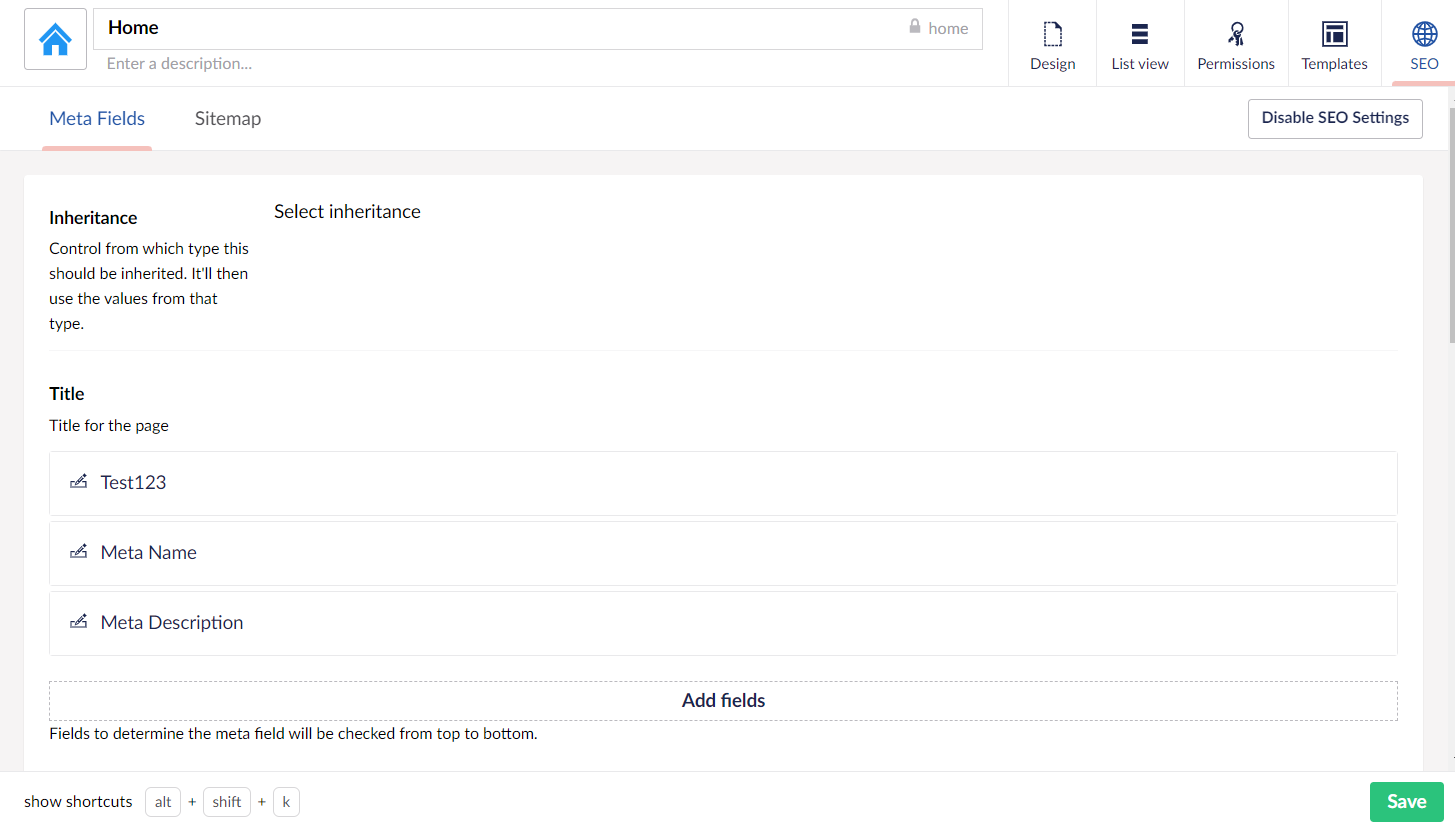 Home
home
Enter a description...
Design
List view
Permissions
Templates
SEO
Meta Fields
Sitemap
Disable SEO Settings
Inheritance
Select inheritance
Control from which type this
should be inherited. It'll then
use the values from that
type.
Title
Title for the page
Test123
Meta Name
Meta Description
Add fields
Fields to determine the meta field will be checked from top to bottom.
show shortcuts alt + shift + k
Save